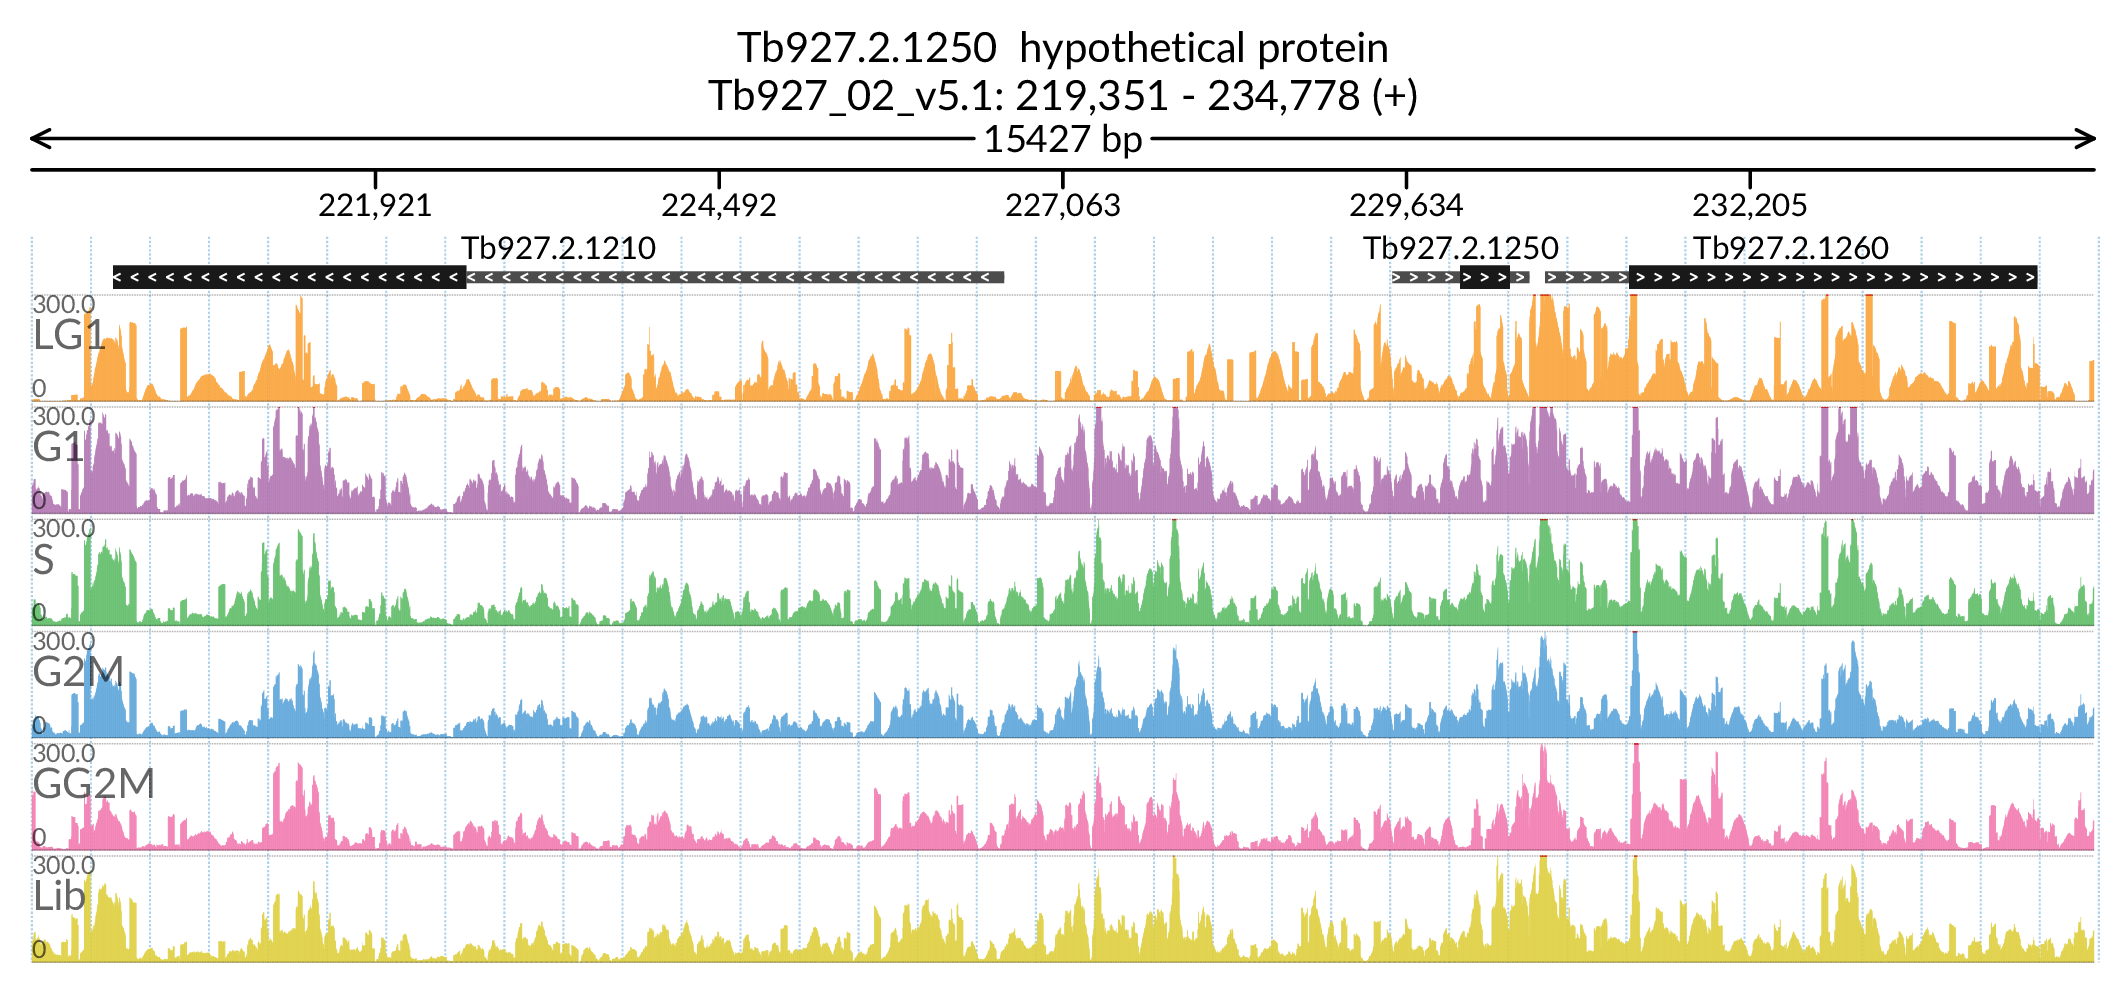 Tb927.2.1250  hypothetical protein
Tb927_02_v5.1: 219,351 - 234,778 (+)
15427 bp
221,921 224,492 227,063 229,634 232,205
Tb927.2.1210 Tb927.2.1250 Tb927.2.1260
300.0
LG1
0
300.0
G1
0
300.0
S
0
300.0
G2M
0
300.0
GG2M
0
300.0
Lib
0